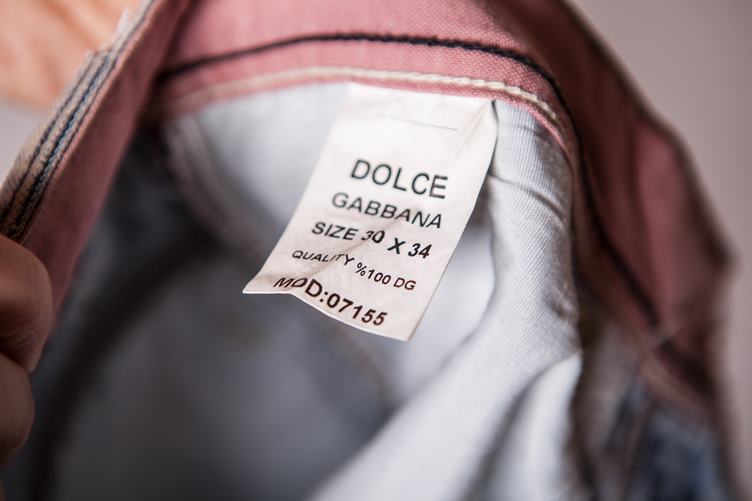 DOLCE
GABBANA
SIZE 30 X 34
QUALITY %100 DG
MOD:07155